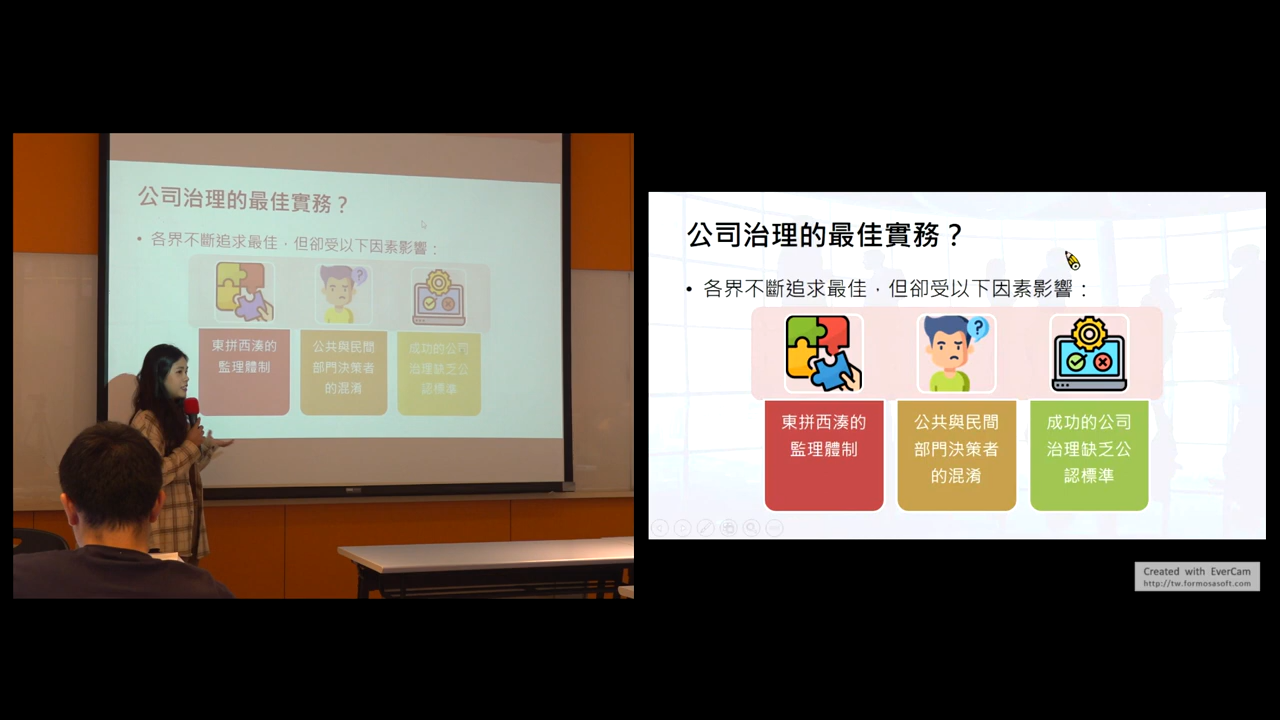 公司治理的最佳實務？
• 各界不斷追求最佳，但卻受以下因素影響：
東拼西湊的
監理體制
公共與民間
部門決策者
的混淆
成功的公司
治理缺乏公
認標準
公司治理的最佳實務？
• 各界不斷追求最佳，但卻受以下因素影響：
東拼西湊的
監理體制
公共與民間
部門決策者
的混淆
成功的公司
治理缺乏公
認標準
Created with EverCam
http://tw.formosasoft.com